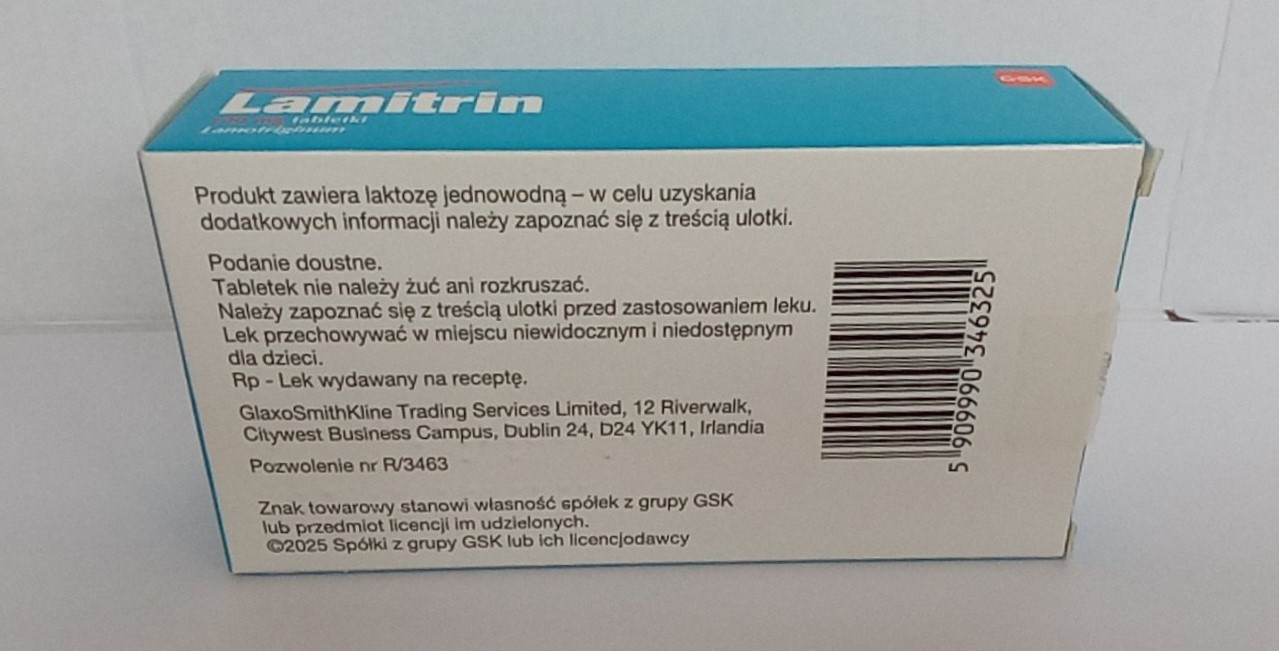 Lamitrin
GSK
mg tabletki
Lamotriginum
Produkt zawiera laktozę jednowodną – w celu uzyskania
dodatkowych informacji należy zapoznać się z treścią ulotki.
Podanie doustne.
Tabletek nie należy żuć ani rozkruszać.
Należy zapoznać się z treścią ulotki przed zastosowaniem leku.
Lek przechowywać w miejscu niewidocznym i niedostępnym
dla dzieci.
Rp - Lek wydawany na receptę.
GlaxoSmithKline Trading Services Limited, 12 Riverwalk,
Citywest Business Campus, Dublin 24, D24 YK11, Irlandia
Pozwolenie nr R/3463
Znak towarowy stanowi własność spółek z grupy GSK
lub przedmiot licencji im udzielonych.
©2025 Spółki z grupy GSK lub ich licencjodawcy
5 909990 346325